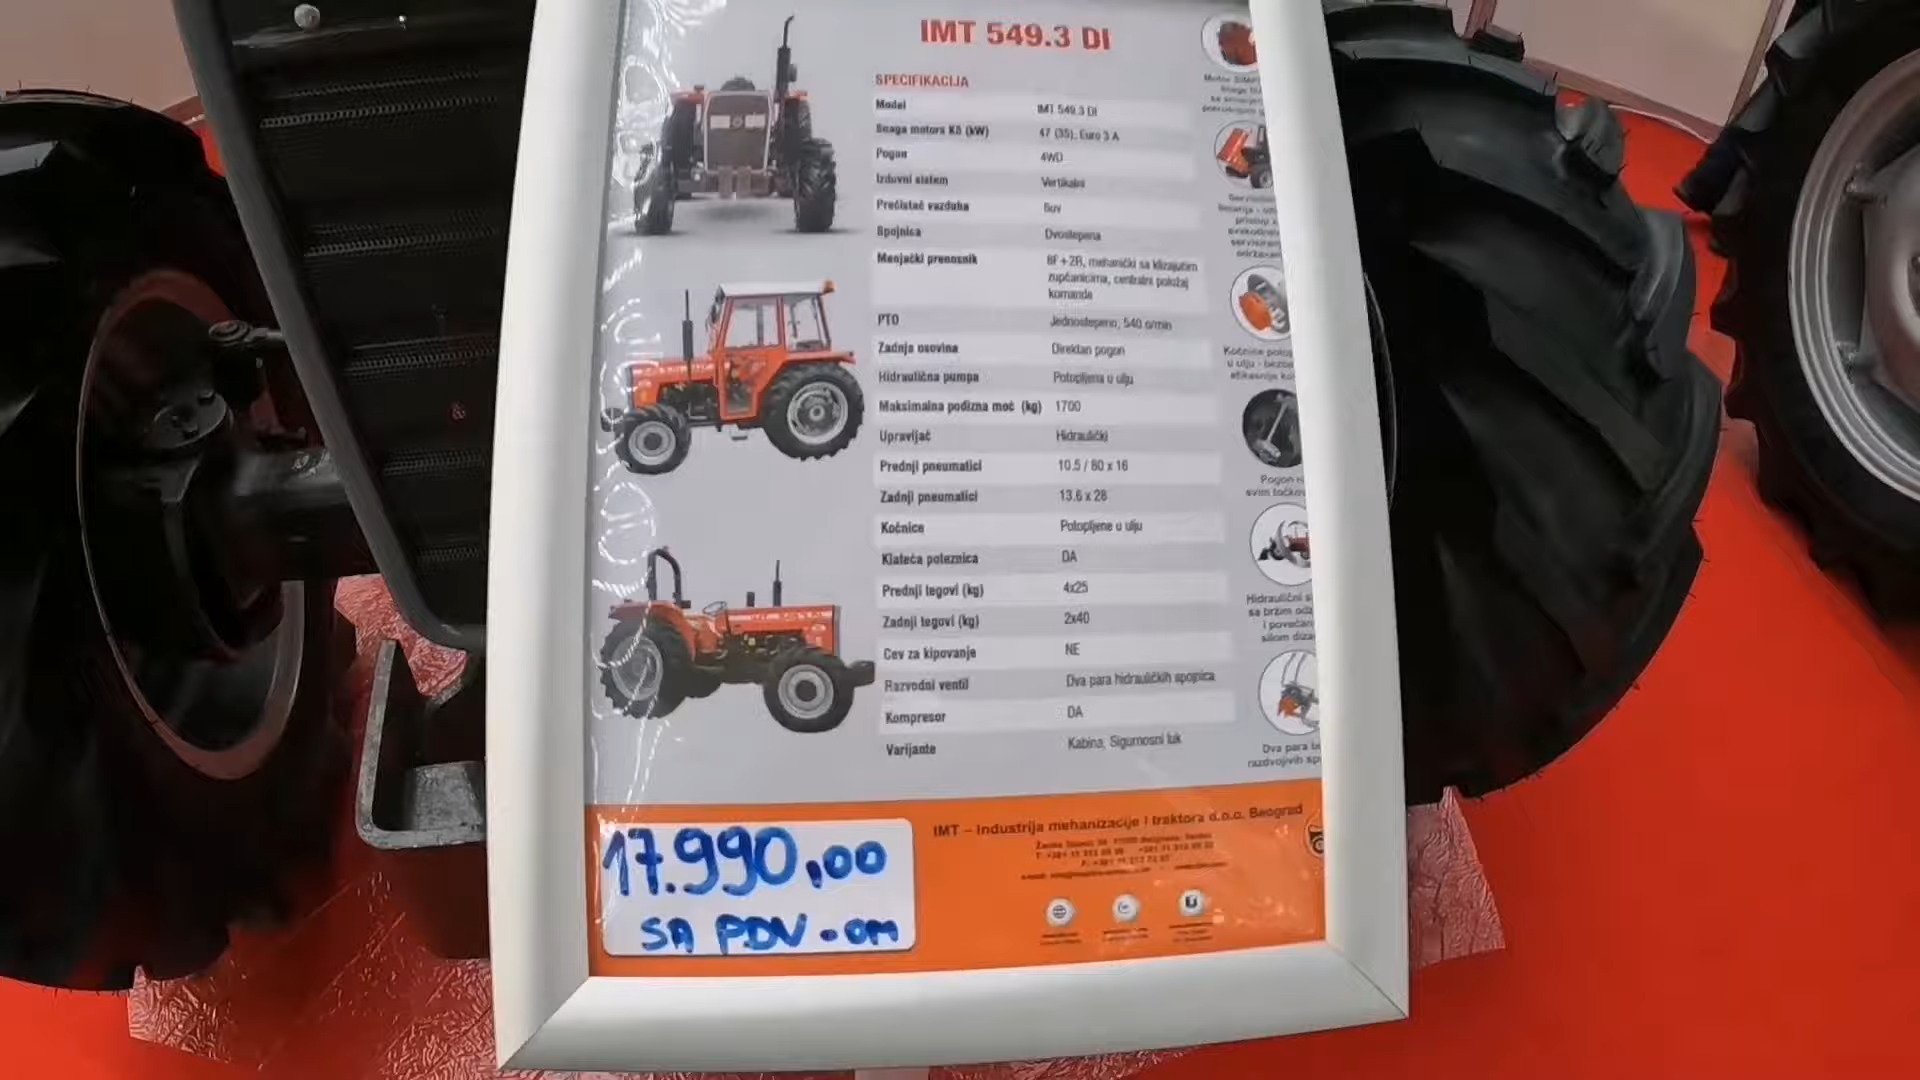 IMT 549.3 DI
SPECIFIKACIJA
Model IMT 549.3 DI
Snaga motora KS (kW) 47 (35); Euro 3 A
Pogon 4WD
Izduvni sistem Vertikalni
Prečistač vazduha Suv
Spojnica Dvostepena
Menjački prenosnik 8F+2R, mehanički sa klizajućim
zupčanicima, centralni položaj
komande
PTO Jednostepeno, 540 o/min
Zadnja osovina Direktan pogon
Hidraulična pumpa Potopljena u ulju
Maksimalna podizna moć (kg) 1700
Upravljač Hidraulički
Prednji pneumatici 10.5 / 80 x 16
Zadnji pneumatici 13.6 x 28
Kočnice Potopljene u ulju
Klateća poteznica DA
Prednji tegovi (kg) 4x25
Zadnji tegovi (kg) 2x40
Cev za kipovanje NE
Razvodni ventil Dva para hidrauličkih spojnica
Kompresor DA
Varijante Kabina, Sigurnosni luk
Pogon
svim
Hidraulični
sa
i
silom
Dva para
IMT – Industrija mehanizacije i traktora d.o.o. Beograd
17.990,00
SA PDV-OM